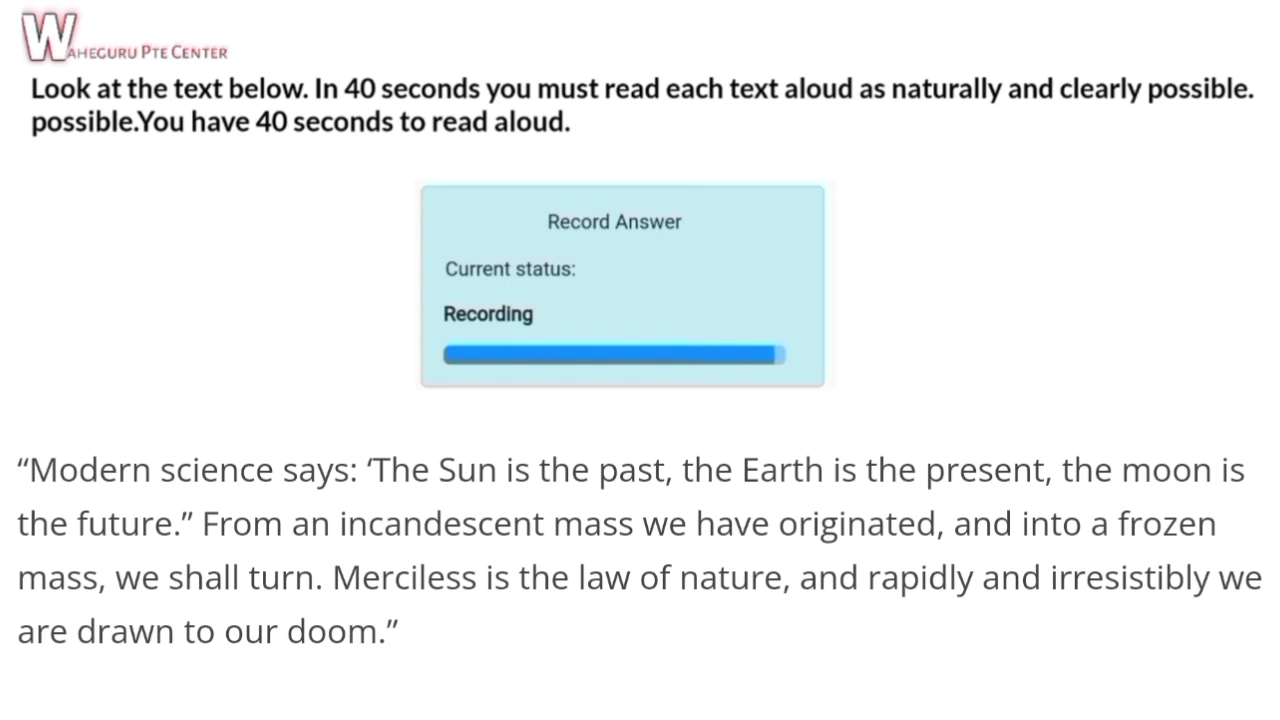 WAHEGURU PTE CENTER
Look at the text below. In 40 seconds you must read each text aloud as naturally and clearly possible.
possible.You have 40 seconds to read aloud.
Record Answer
Current status:
Recording
“Modern science says: ‘The Sun is the past, the Earth is the present, the moon is
the future.” From an incandescent mass we have originated, and into a frozen
mass, we shall turn. Merciless is the law of nature, and rapidly and irresistibly we
are drawn to our doom.”